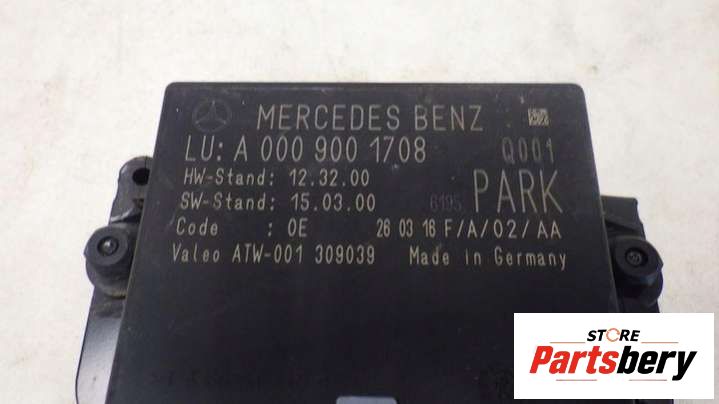 MERCEDES BENZ
LU: A 000 900 1708 Q001
HW-Stand: 12.32.00
SW-Stand: 15.03.00 6195 PARK
Code : 0E 26 03 16 F/A/02/AA
Valeo ATW-001 309039 Made in Germany
STORE
Partsbery